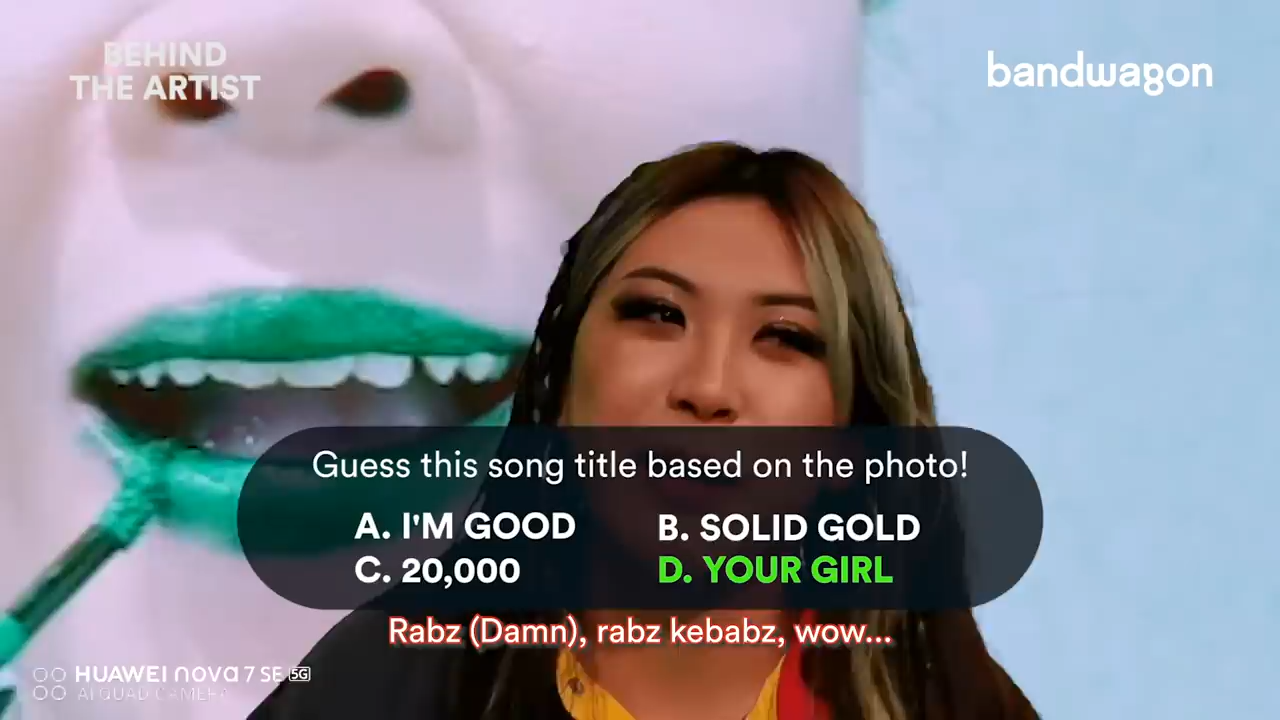 BEHIND
THE ARTIST
bandwagon
Guess this song title based on the photo!
A. I'M GOOD
B. SOLID GOLD
C. 20,000
D. YOUR GIRL
Rabz (Damn), rabz kebabz, wow...
HUAWEI nova 7 SE 5G
AI QUAD CAMERA